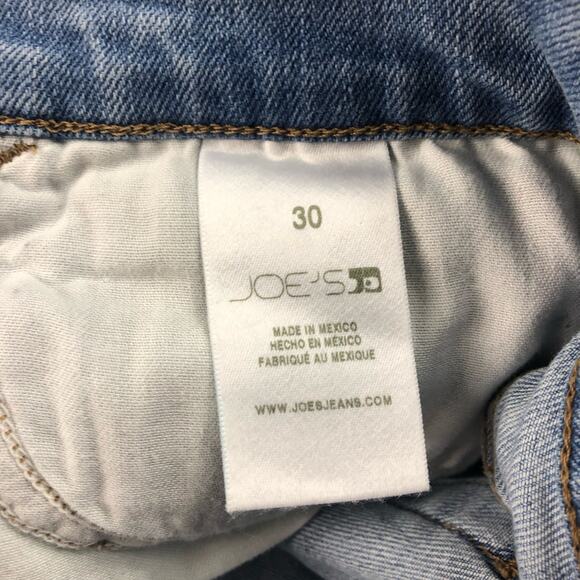 30
JOE'S
MADE IN MEXICO
HECHO EN MÉXICO
FABRIQUÉ AU MEXIQUE
WWW.JOESJEANS.COM